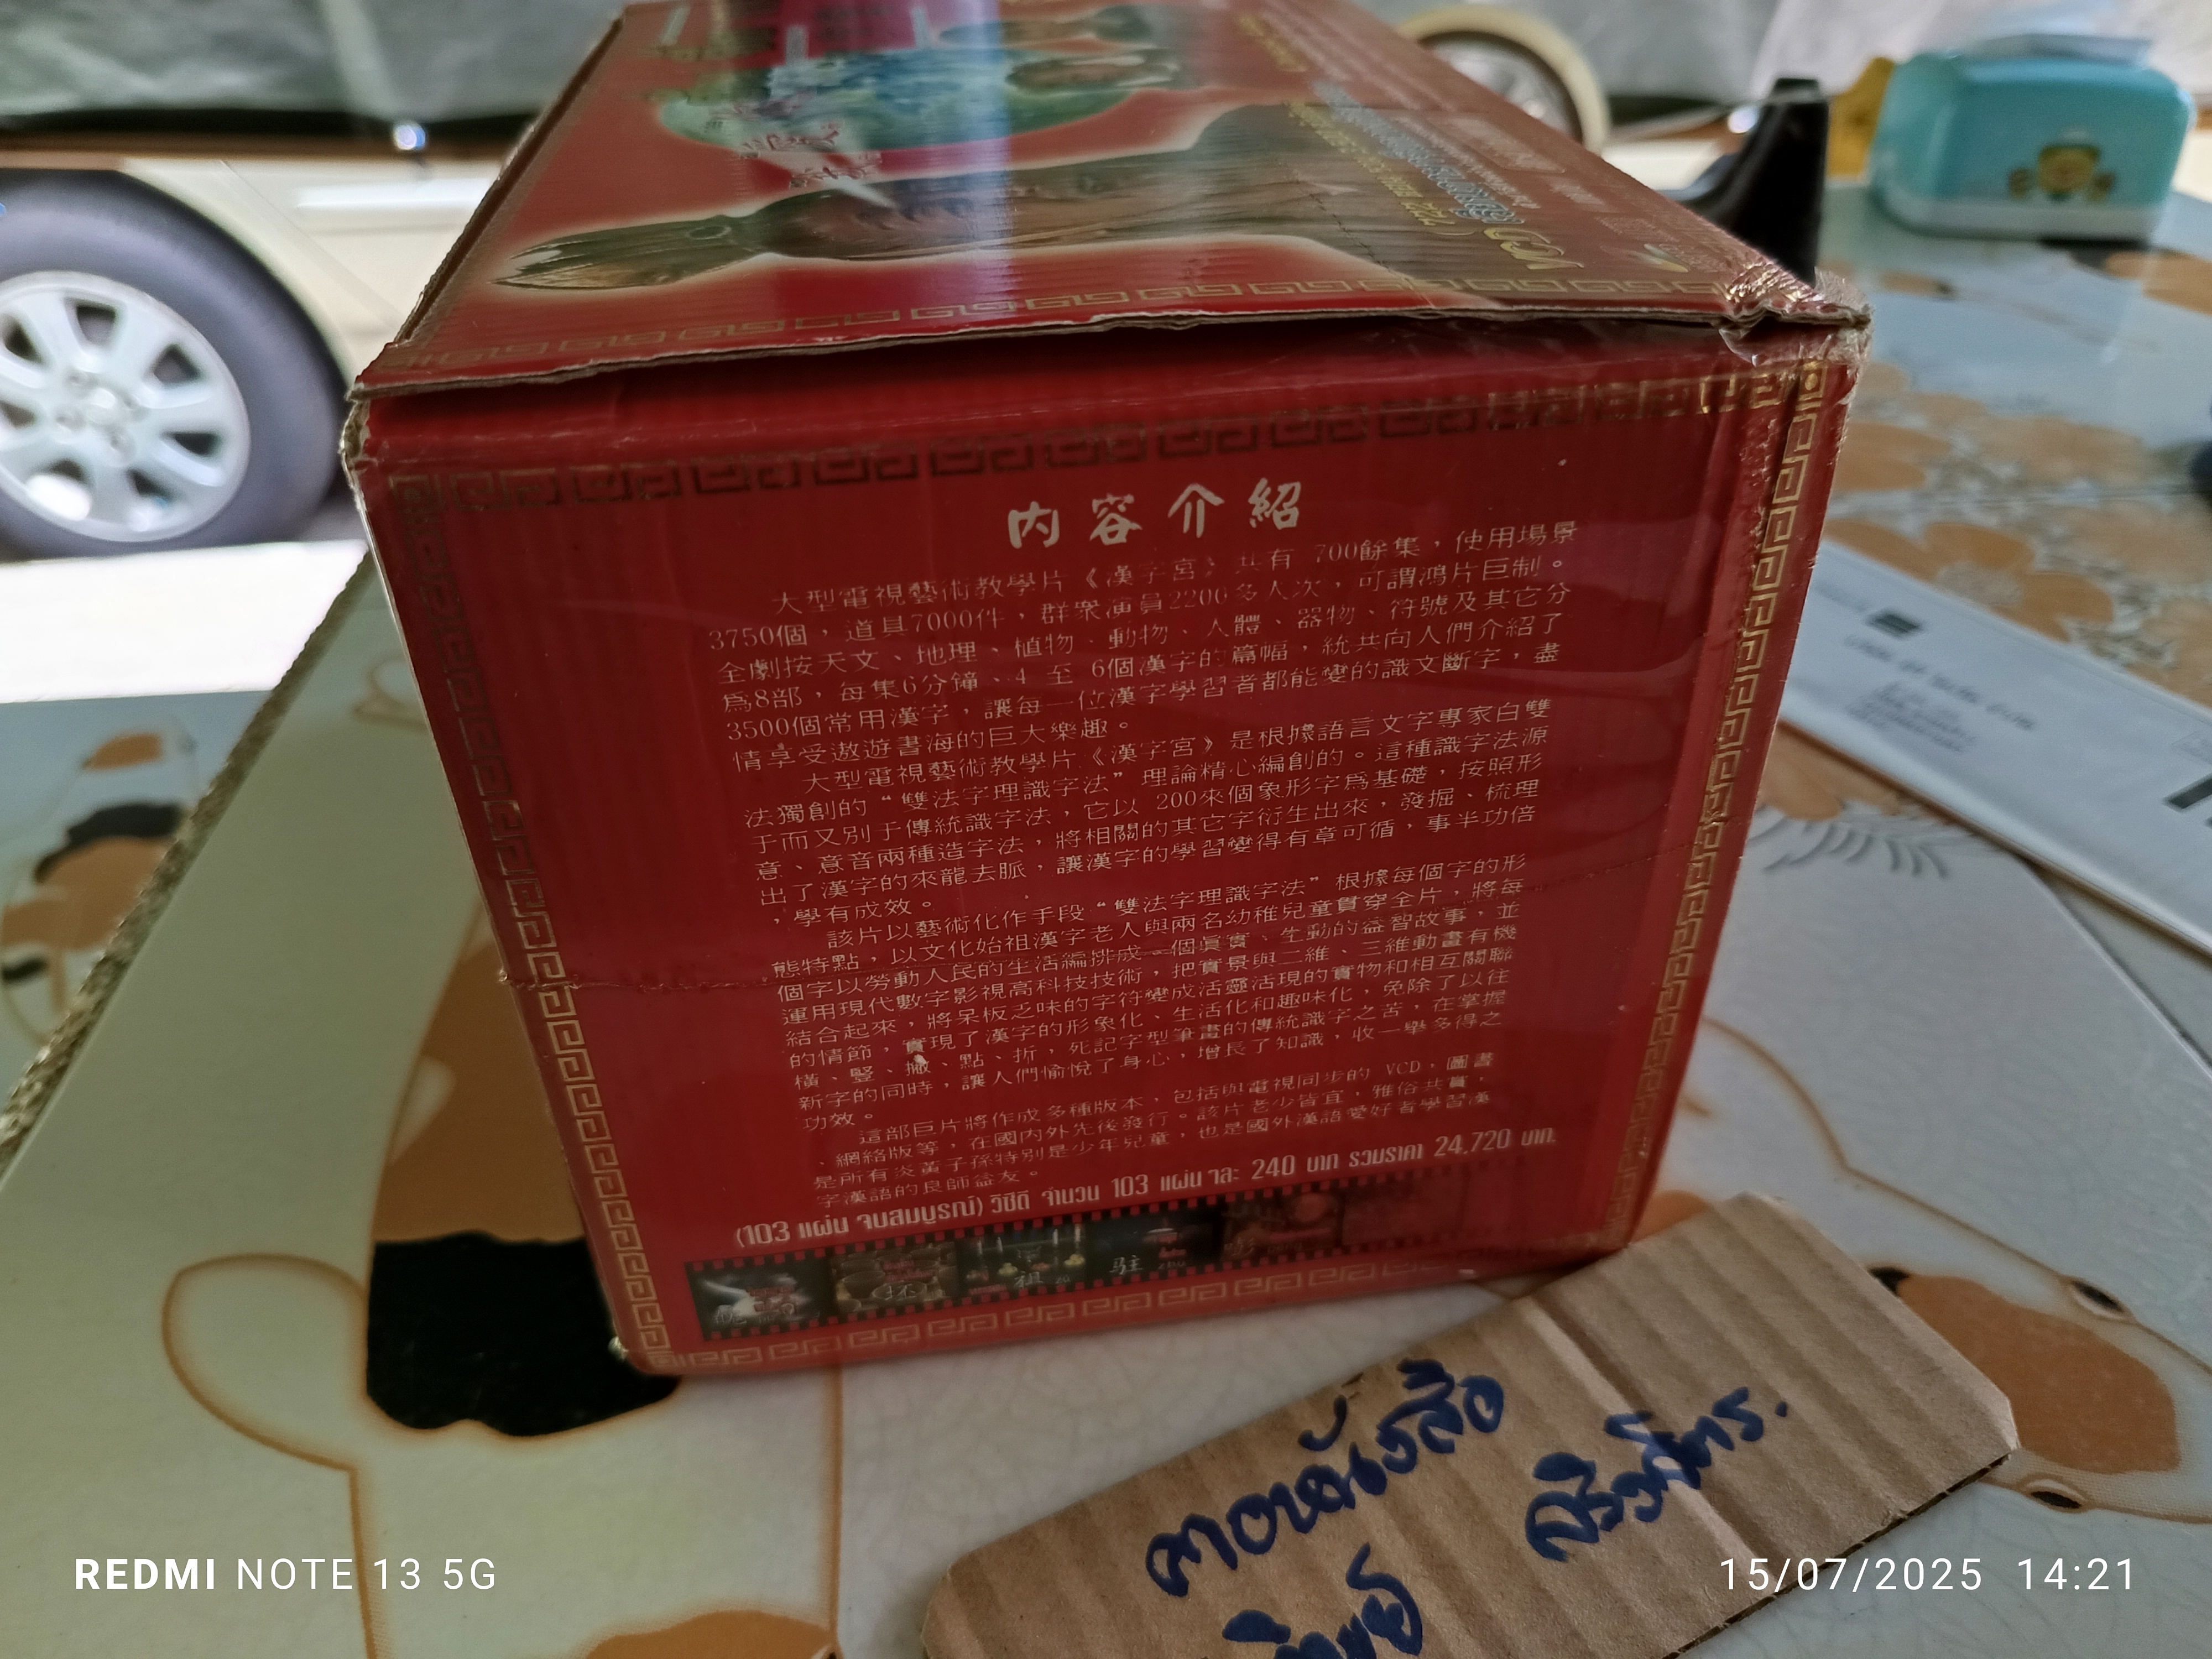 VCD
内容介紹
大型電視藝術教學片《漢字宮》共有 700餘集，使用場景
3750個，道具7000件，群衆演員2200多人次，可謂鴻片巨制。
全劇按天文、地理、植物、動物、人體、器物、符號及其它分
爲8部，每集6分鐘、4 至 6個漢字的篇幅，統共向人們介紹了
3500個常用漢字，讓每一位漢字學習者都能變的識文斷字，盡
情享受遨遊書海的巨大樂趣。
大型電視藝術教學片《漢字宮》是根據語言文字專家白雙
法獨創的“雙法字理識字法”理論精心編創的。這種識字法源
于而又別于傳統識字法，它以 200來個象形字爲基礎，按照形
意、意音兩種造字法，將相關的其它字衍生出來，發掘、梳理
出了漢字的來龍去脈，讓漢字的學習變得有章可循，事半功倍
，學有成效。
該片以藝術化作手段“雙法字理識字法”根據每個字的形
態特點，以文化始祖漢字老人與兩名幼稚兒童貫穿全片，將每
個字以勞動人民的生活編排成一個眞實、生動的益智故事，並
運用現代數字影視高科技技術，把實景與二維、三維動畫有機
結合起來，將呆板乏味的字符變成活靈活現的實物和相互關聯
的情節，實現了漢字的形象化、生活化和趣味化，免除了以往
橫、豎、撇、點、折，死記字型筆畫的傳統識字之苦，在掌握
新字的同時，讓人們愉悅了身心，增長了知識，收一舉多得之
功效。
這部巨片將作成多種版本，包括與電視同步的 VCD，圖書
、網絡版等，在國内外先後發行。該片老少皆宜，雅俗共賞，
是所有炎黃子孫特別是少年兒童，也是國外漢語愛好者學習漢
字漢語的良師益友。
(103 แผ่น จบสมบูรณ์) วีซีดี จำนวน 103 แผ่น ๆละ 240 บาท รวมราคา 24,720 บาท.
杯 祖 駐
REDMI NOTE 13 5G
15/07/2025 14:21